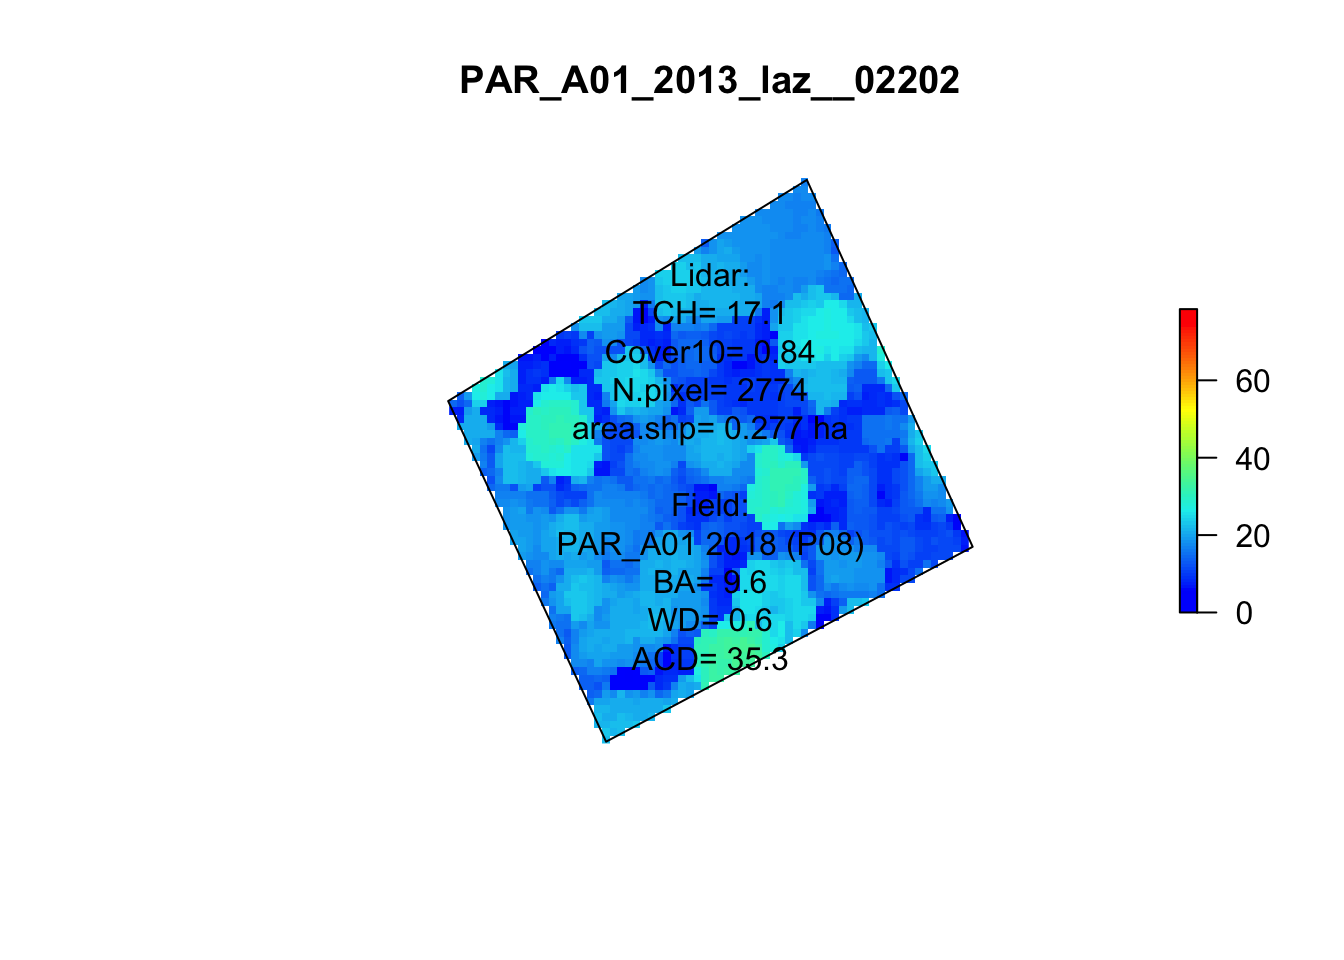 PAR_A01_2013_laz__02202
Lidar:
TCH= 17.1
Cover10= 0.84
N.pixel= 2774
area.shp= 0.277 ha
Field:
PAR_A01 2018 (P08)
BA= 9.6
WD= 0.6
ACD= 35.3
60
40
20
0